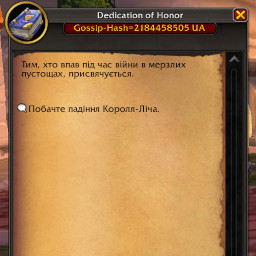 Dedication of Honor
Gossip-Hash=2184458505 UA
Тим, хто впав під час війни в мерзлих
пустощах, присвячується.
Побачте падіння Короля-Ліча.